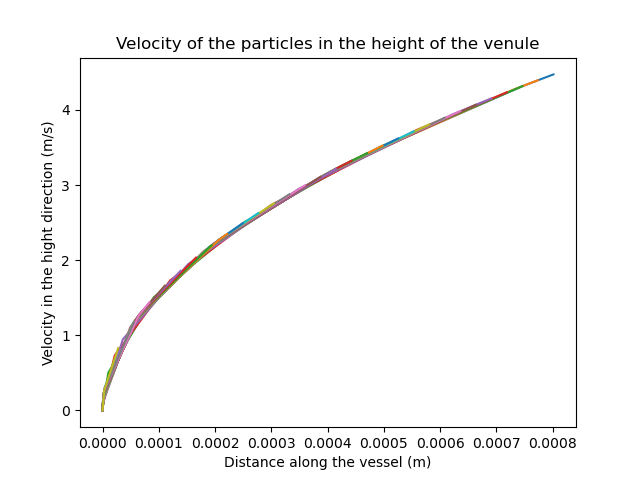 Velocity of the particles in the height of the venule
Velocity in the hight direction (m/s)
4
3
2
1
0
0.0000 0.0001 0.0002 0.0003 0.0004 0.0005 0.0006 0.0007 0.0008
Distance along the vessel (m)